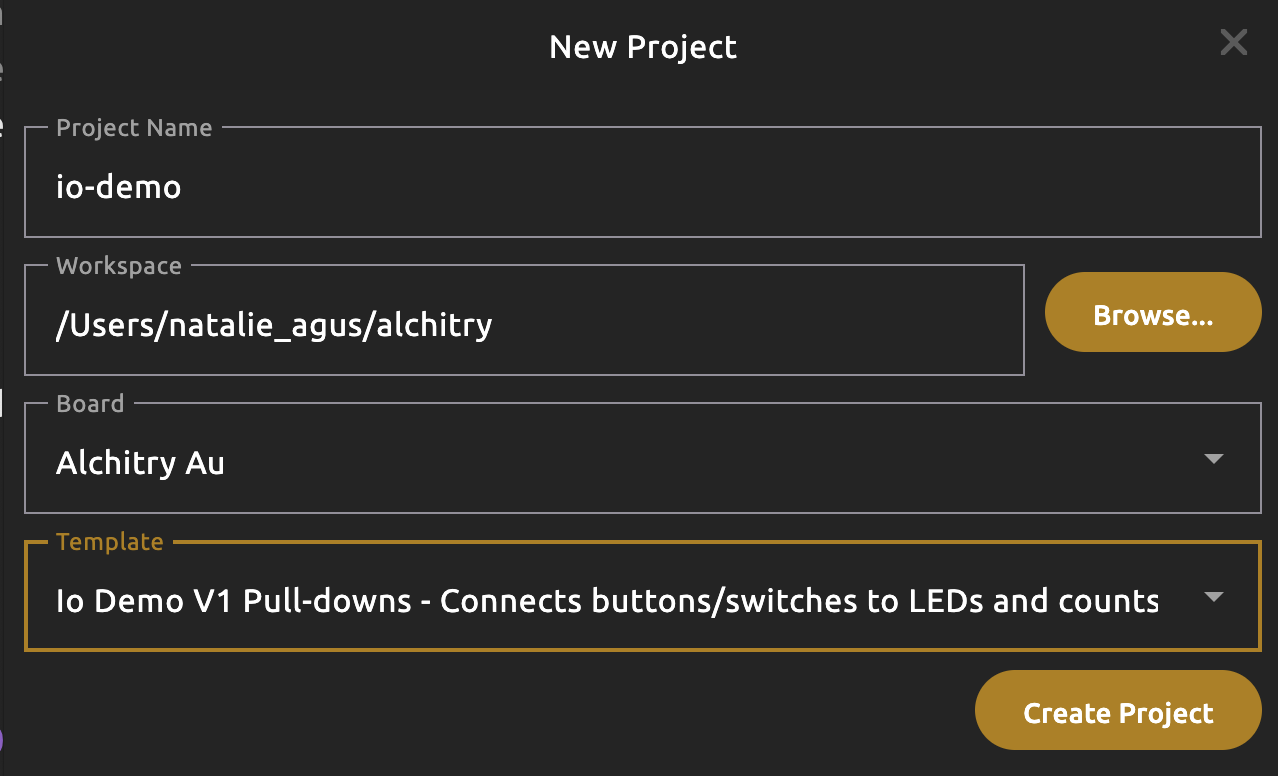 New Project
Project Name
io-demo
Workspace
/Users/natalie_agus/alchitry
Browse...
Board
Alchitry Au
Template
Io Demo V1 Pull-downs - Connects buttons/switches to LEDs and counts
Create Project